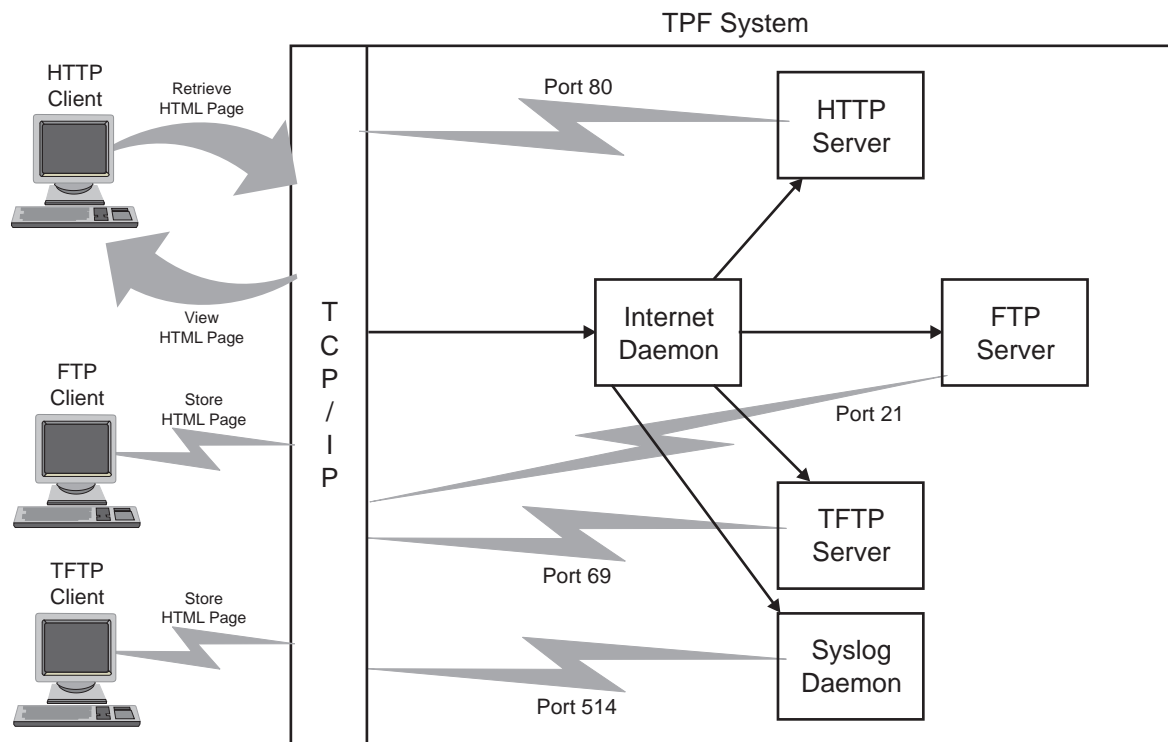 TPF System
HTTP
Client
Retrieve
HTML Page
View
HTML Page
FTP
Client
Store
HTML Page
TFTP
Client
Store
HTML Page
T
C
P
/
I
P
Port 80
HTTP
Server
Internet
Daemon
FTP
Server
Port 21
TFTP
Server
Port 69
Syslog
Daemon
Port 514